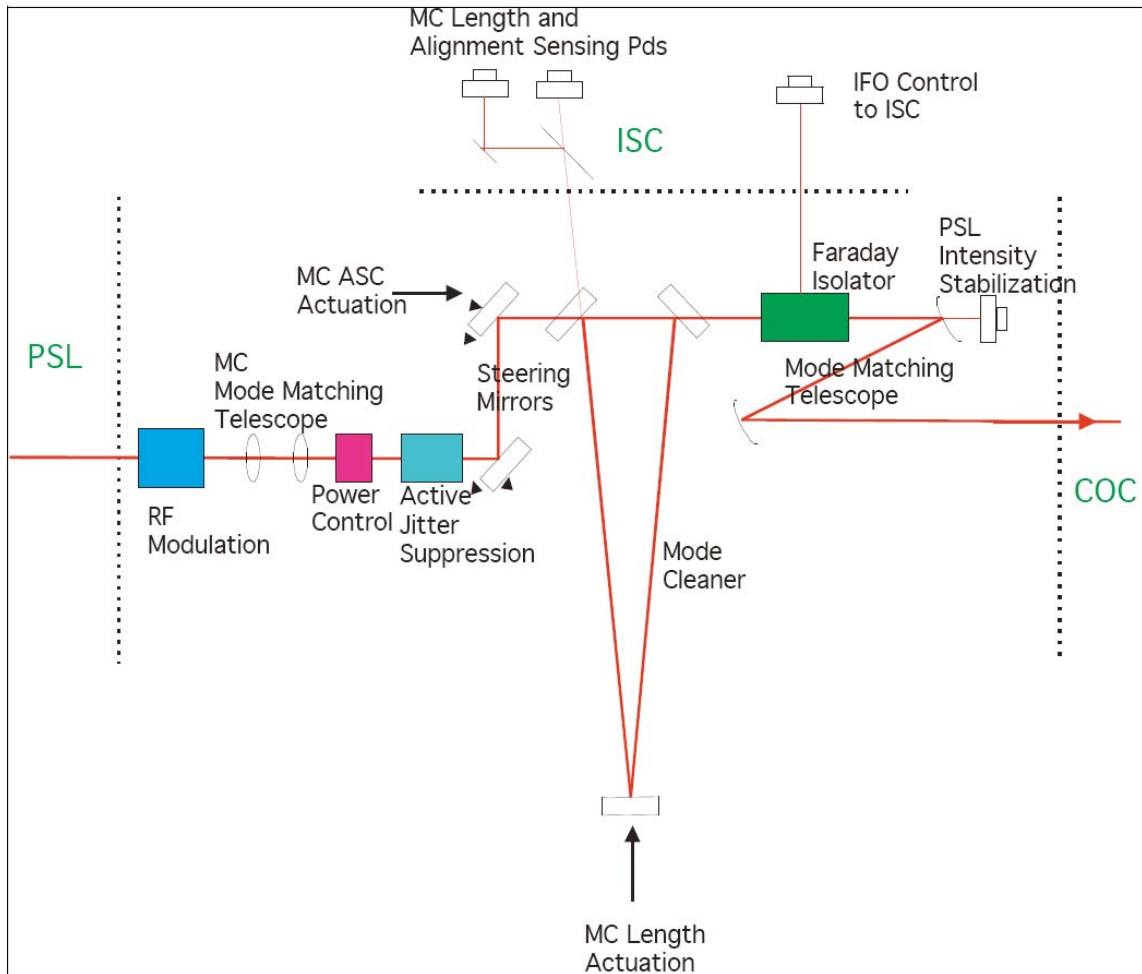 MC Length and
Alignment Sensing Pds
IFO Control
to ISC
ISC
PSL
Intensity
Stabilization
Faraday
Isolator
MC ASC
Actuation
PSL
MC
Mode Matching
Telescope
Steering
Mirrors
Mode Matching
Telescope
COC
Power
Control
Active
Jitter
Suppression
RF
Modulation
Mode
Cleaner
MC Length
Actuation